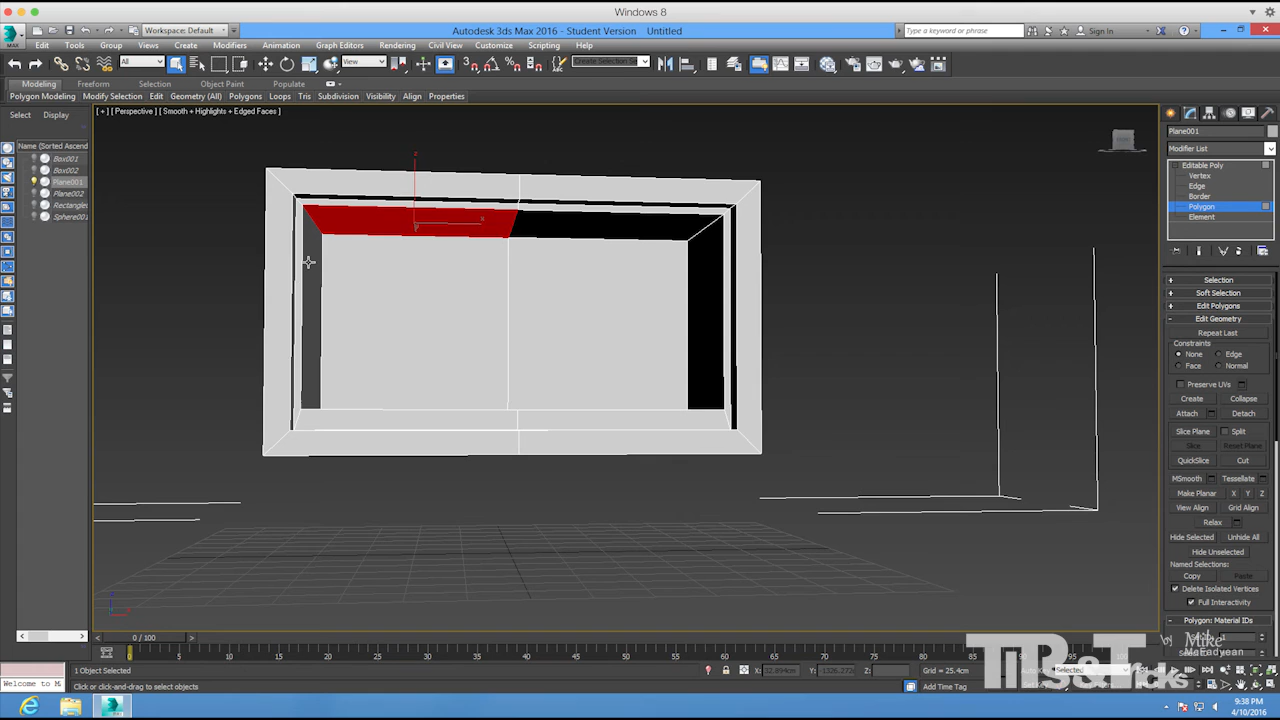 Windows 8
Workspace: Default
Autodesk 3ds Max 2016 - Student Version    Untitled
Type a keyword or phrase
Sign In
MAX
Edit Tools Group Views Create Modifiers Animation Graph Editors Rendering Civil View Customize Scripting Help
All
View
Create Selection Se
Modeling Freeform Selection Object Paint Populate
Polygon Modeling Modify Selection Edit Geometry (All) Polygons Loops Tris Subdivision Visibility Align Properties
Select Display
[ + ] [ Perspective ] [ Smooth + Highlights + Edged Faces ]
Name (Sorted Ascend
Box001
Box002
Plane001
Plane002
Rectangle
Sphere001
z
x
y
Plane001
Modifier List
Editable Poly
Vertex
Edge
Border
Polygon
Element
+ Selection
+ Soft Selection
+ Edit Polygons
- Edit Geometry
Repeat Last
Constraints
None Edge
Face Normal
Preserve UVs
Create Collapse
Attach Detach
Slice Plane Split
Slice Reset Plane
QuickSlice Cut
MSmooth Tessellate
Make Planar X Y Z
View Align Grid Align
Relax
Hide Selected Unhide All
Hide Unselected
Named Selections:
Copy Paste
Delete Isolated Vertices
Full Interactivity
- Polygon: Material IDs
0 / 100
0 5 10 15 20 25 30 35 40 45 50 55 60 65 70 75
1 Object Selected
X: Y: Z:
Grid = 25.4cm
Selected
Welcome to M
Click or click-and-drag to select objects
Add Time Tag
TIPS & Tricks
by Mike McFadyean
9:38 PM
4/10/2016